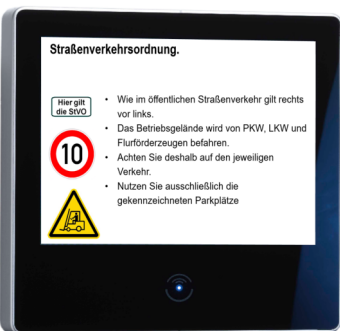 Straßenverkehrsordnung.
Hier gilt
die StVO
10
• Wie im öffentlichen Straßenverkehr gilt rechts
vor links.
• Das Betriebsgelände wird von PKW, LKW und
Flurförderzeugen befahren.
• Achten Sie deshalb auf den jeweiligen
Verkehr.
• Nutzen Sie ausschließlich die
gekennzeichneten Parkplätze